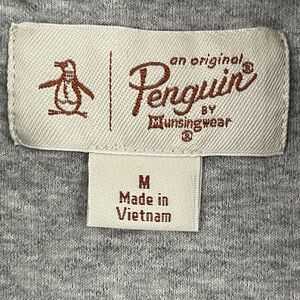 an original
Penguin®
BY
Munsingwear
®
M
Made in
Vietnam